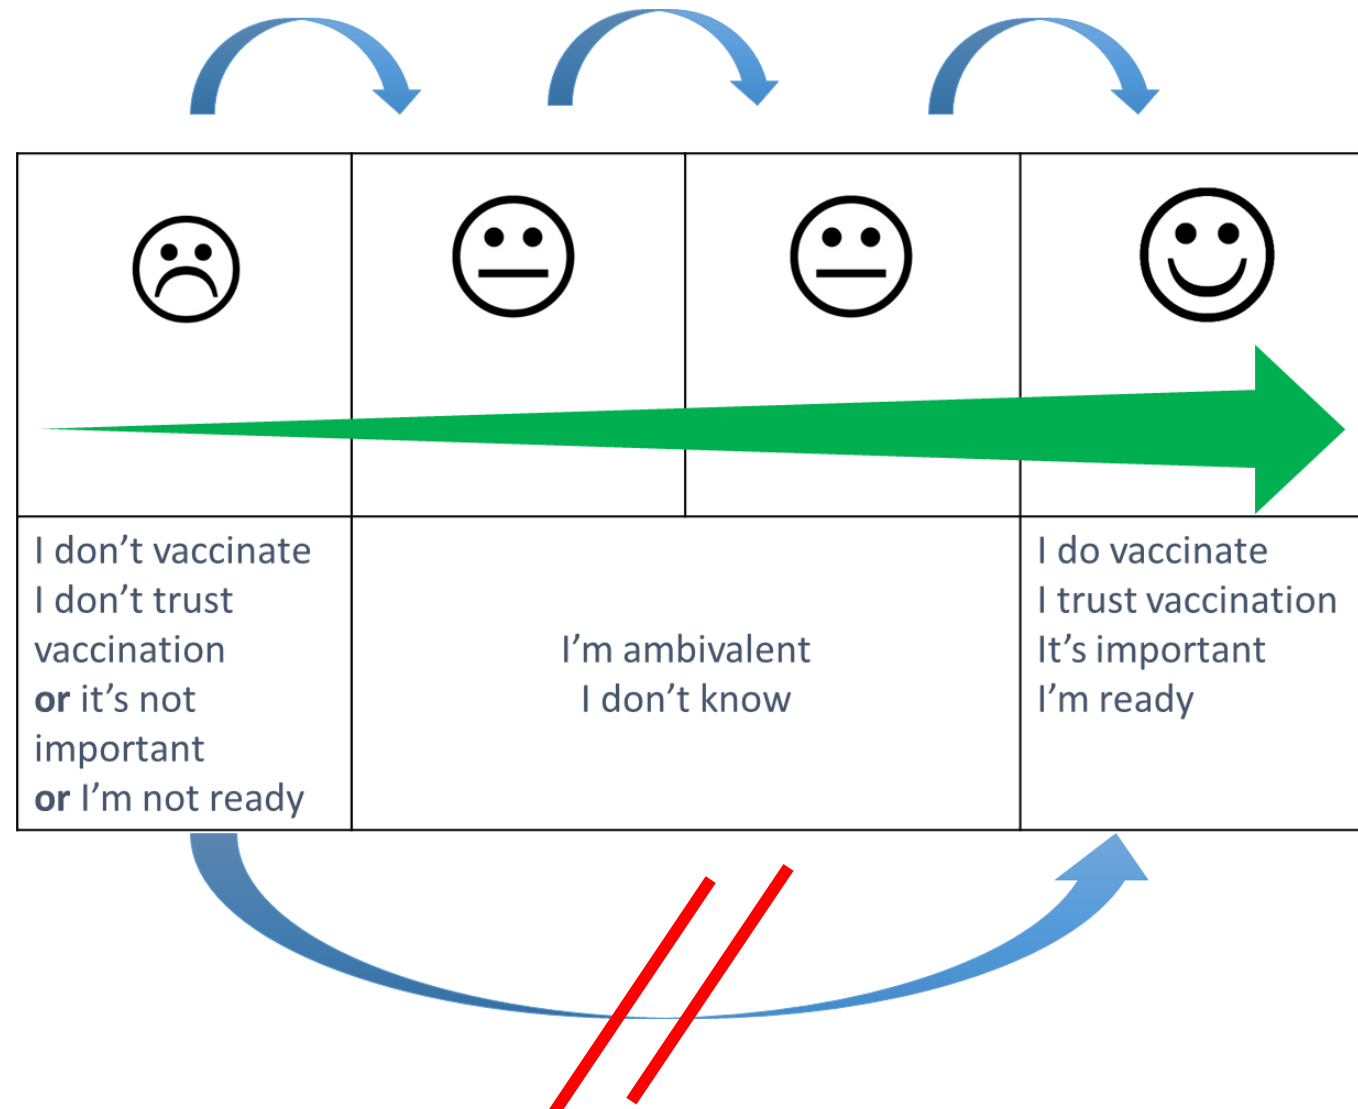 I don’t vaccinate
I don’t trust
vaccination
or it’s not
important
or I’m not ready
I’m ambivalent
I don’t know
I do vaccinate
I trust vaccination
It’s important
I’m ready